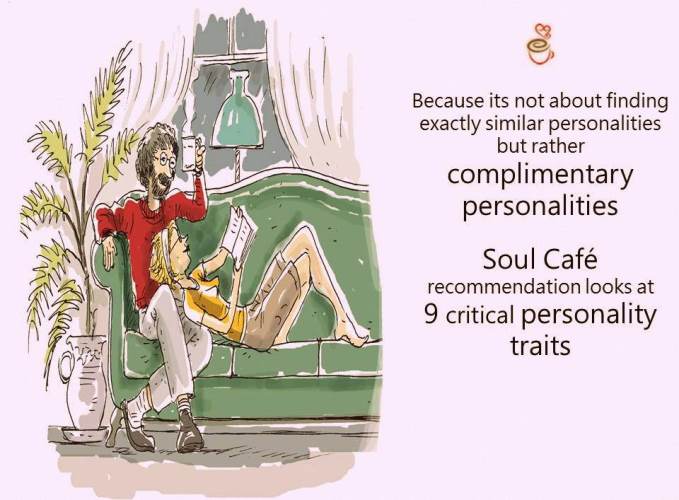 Because its not about finding
exactly similar personalities
but rather
complimentary
personalities
Soul Café
recommendation looks at
9 critical personality
traits